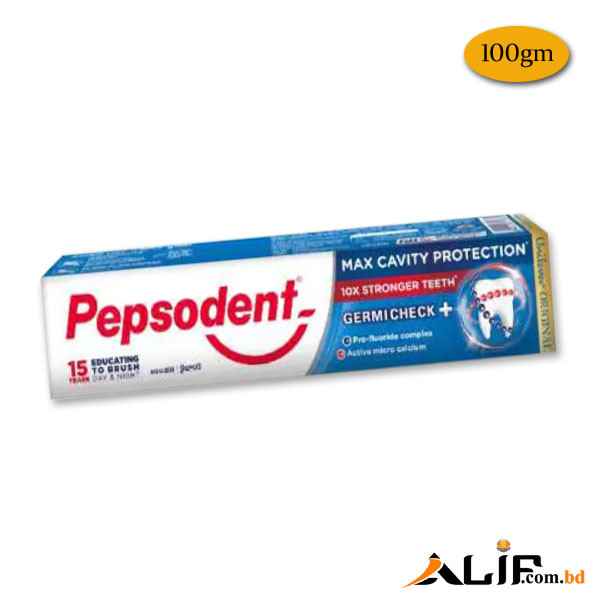 100gm
MAX CAVITY PROTECTION
10X STRONGER TEETH
GERMICHECK +
Pro-fluoride complex
Active micro calcium
Pepsodent
15 YEARS
EDUCATING
TO BRUSH
DAY & NIGHT
ORIGINAL
ALIF.com.bd